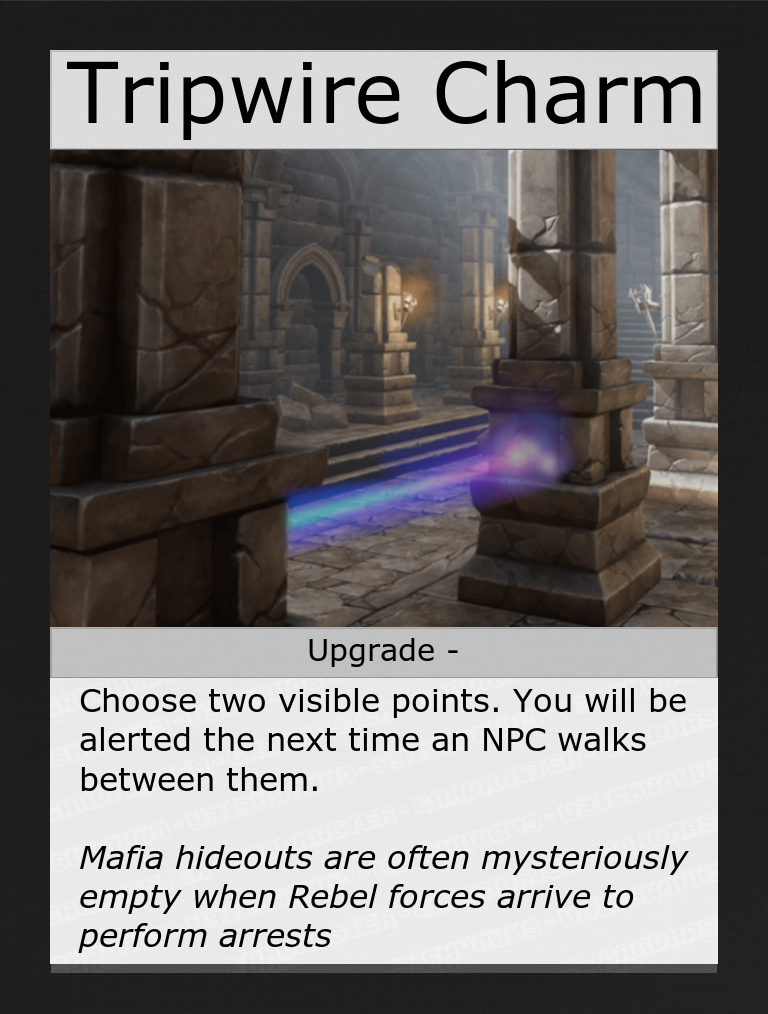 Tripwire Charm
Upgrade -
Choose two visible points. You will be
alerted the next time an NPC walks
between them.
Mafia hideouts are often mysteriously
empty when Rebel forces arrive to
perform arrests